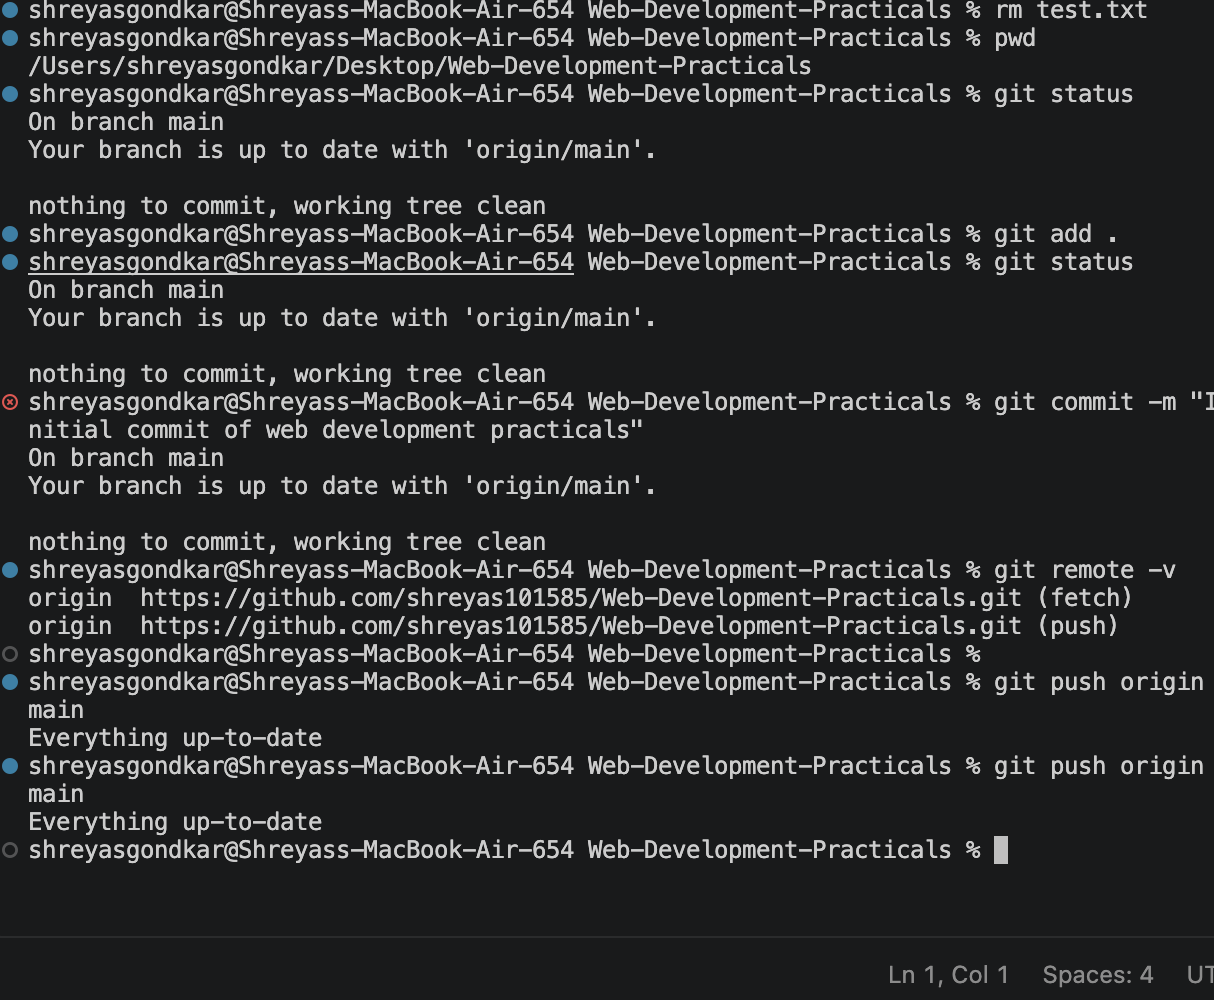 shreyasgondkar@Shreyass-MacBook-Air-654 Web-Development-Practicals % rm test.txt
shreyasgondkar@Shreyass-MacBook-Air-654 Web-Development-Practicals % pwd
/Users/shreyasgondkar/Desktop/Web-Development-Practicals
shreyasgondkar@Shreyass-MacBook-Air-654 Web-Development-Practicals % git status
On branch main
Your branch is up to date with 'origin/main'.
nothing to commit, working tree clean
shreyasgondkar@Shreyass-MacBook-Air-654 Web-Development-Practicals % git add .
shreyasgondkar@Shreyass-MacBook-Air-654 Web-Development-Practicals % git status
On branch main
Your branch is up to date with 'origin/main'.
nothing to commit, working tree clean
shreyasgondkar@Shreyass-MacBook-Air-654 Web-Development-Practicals % git commit -m "I
nitial commit of web development practicals"
On branch main
Your branch is up to date with 'origin/main'.
nothing to commit, working tree clean
shreyasgondkar@Shreyass-MacBook-Air-654 Web-Development-Practicals % git remote -v
origin  https://github.com/shreyas101585/Web-Development-Practicals.git (fetch)
origin  https://github.com/shreyas101585/Web-Development-Practicals.git (push)
shreyasgondkar@Shreyass-MacBook-Air-654 Web-Development-Practicals %
shreyasgondkar@Shreyass-MacBook-Air-654 Web-Development-Practicals % git push origin
main
Everything up-to-date
shreyasgondkar@Shreyass-MacBook-Air-654 Web-Development-Practicals % git push origin
main
Everything up-to-date
shreyasgondkar@Shreyass-MacBook-Air-654 Web-Development-Practicals %
Ln 1, Col 1 Spaces: 4 UT